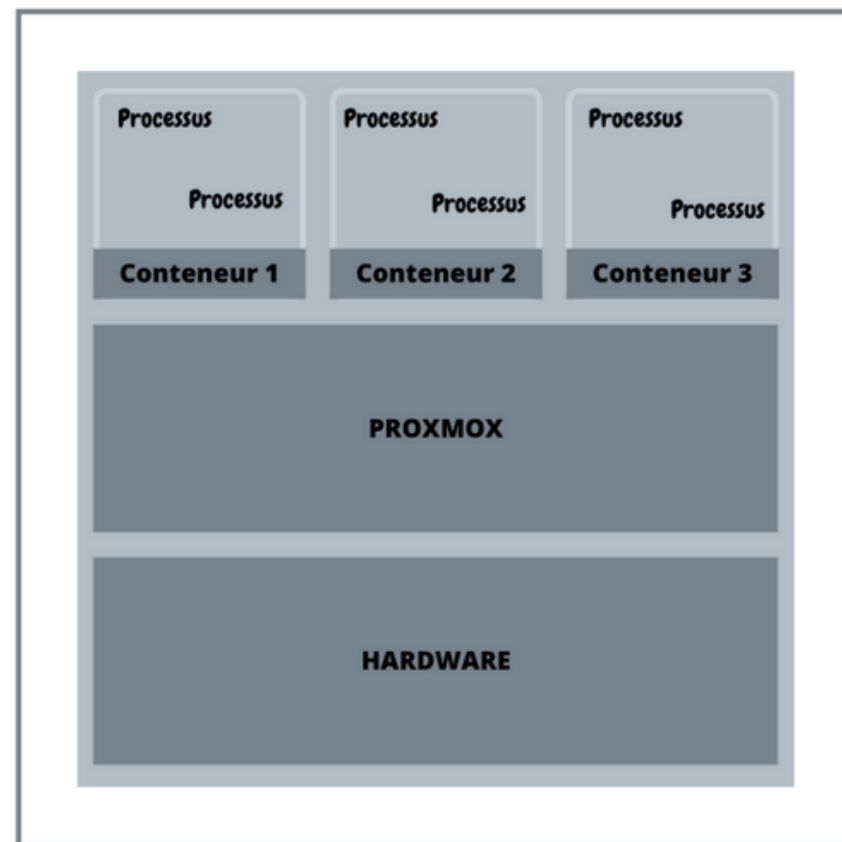 Processus
Processus
Conteneur 1
Processus
Processus
Conteneur 2
Processus
Processus
Conteneur 3
PROXMOX
HARDWARE